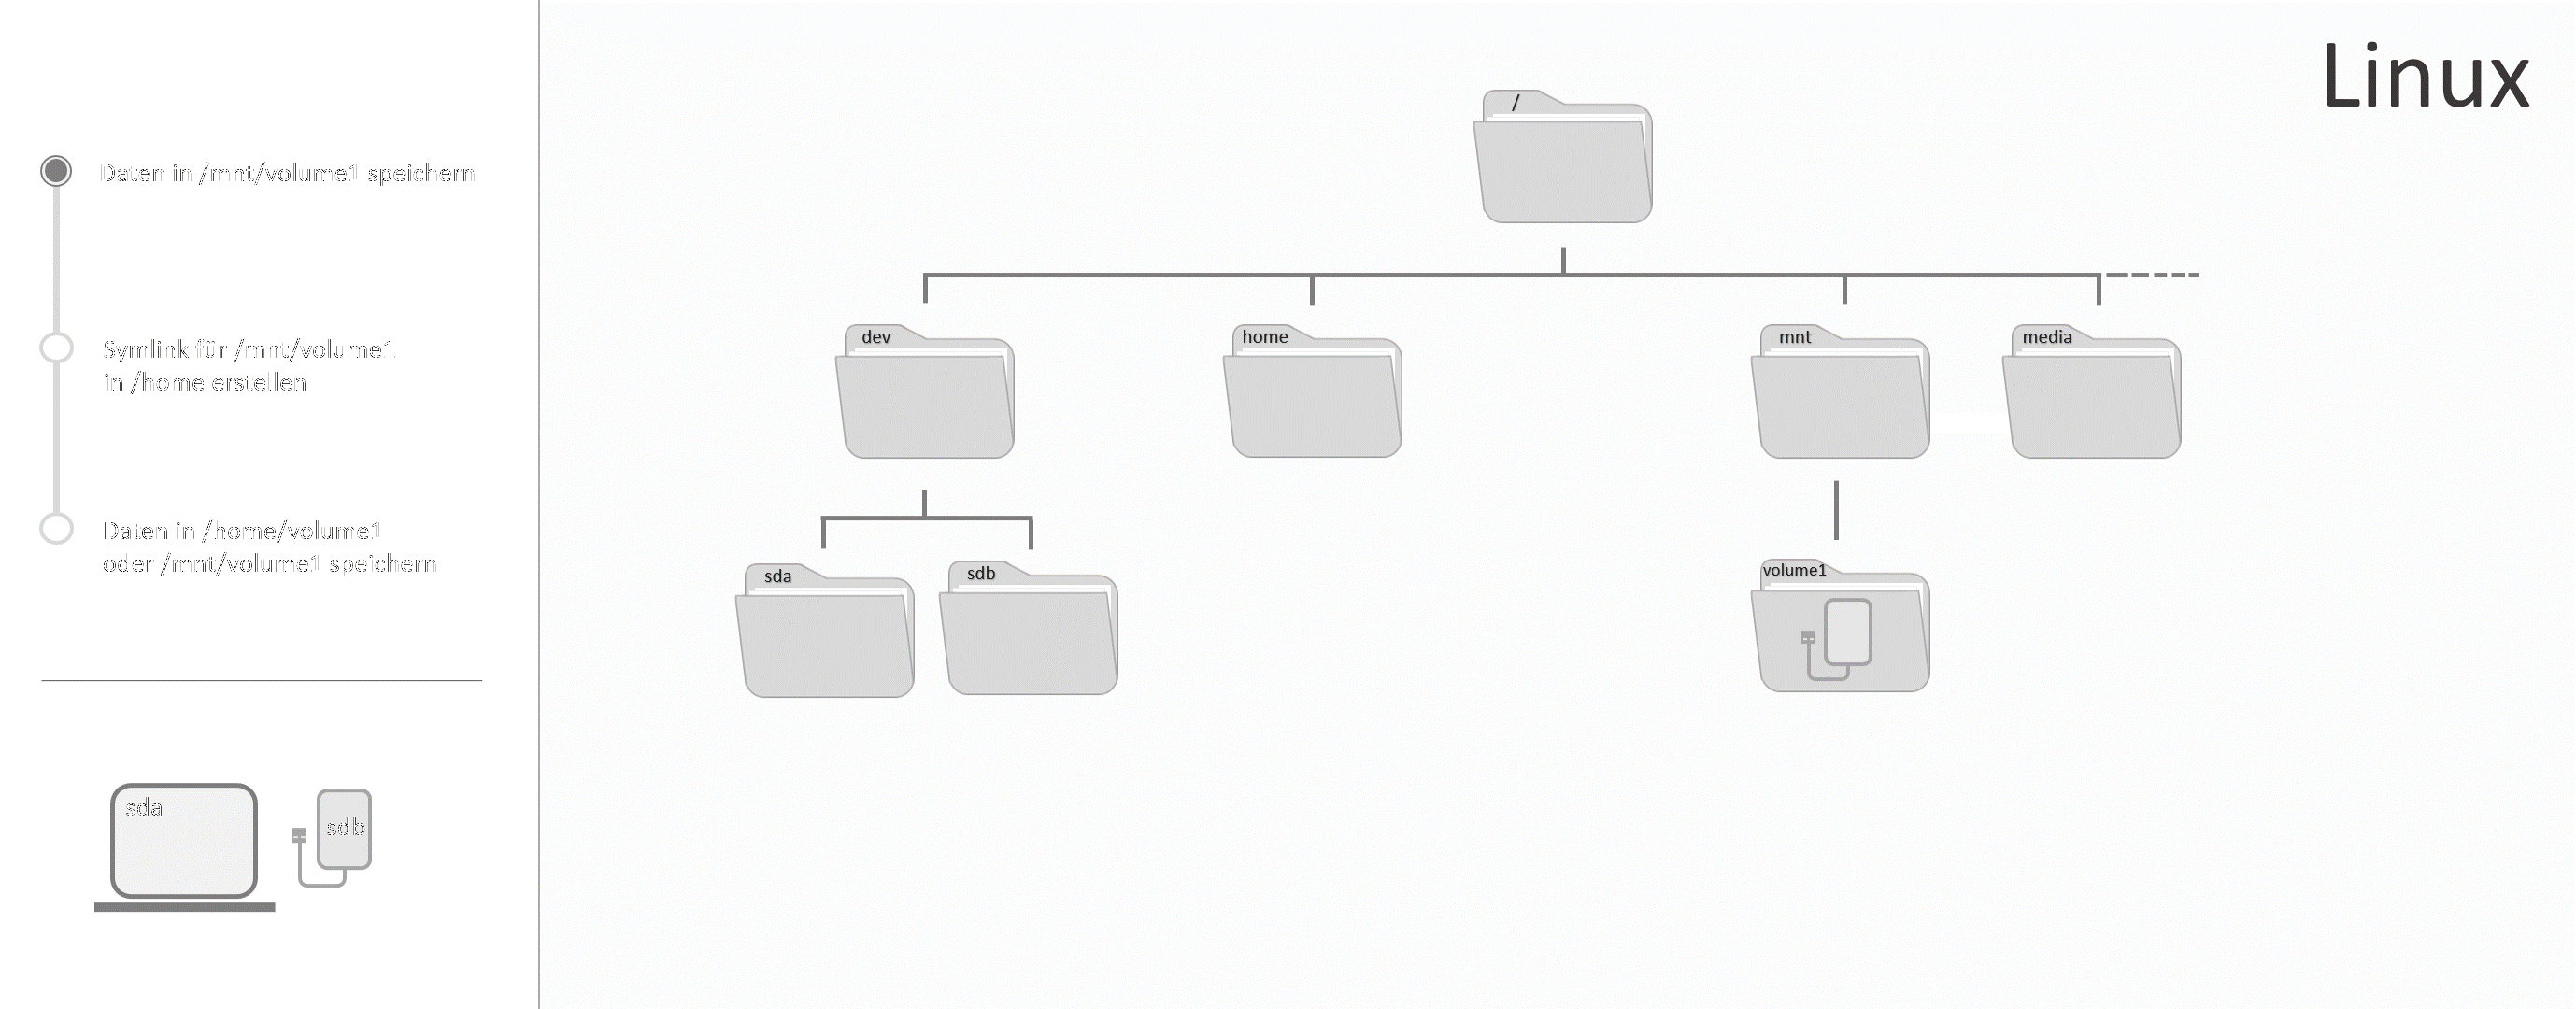 Linux
Daten in /mnt/volume1 speichern
Symlink für /mnt/volume1
in /home erstellen
Daten in /home/volume1
oder /mnt/volume1 speichern
sda
sdb
/
dev
home
mnt
media
sda
sdb
volume1